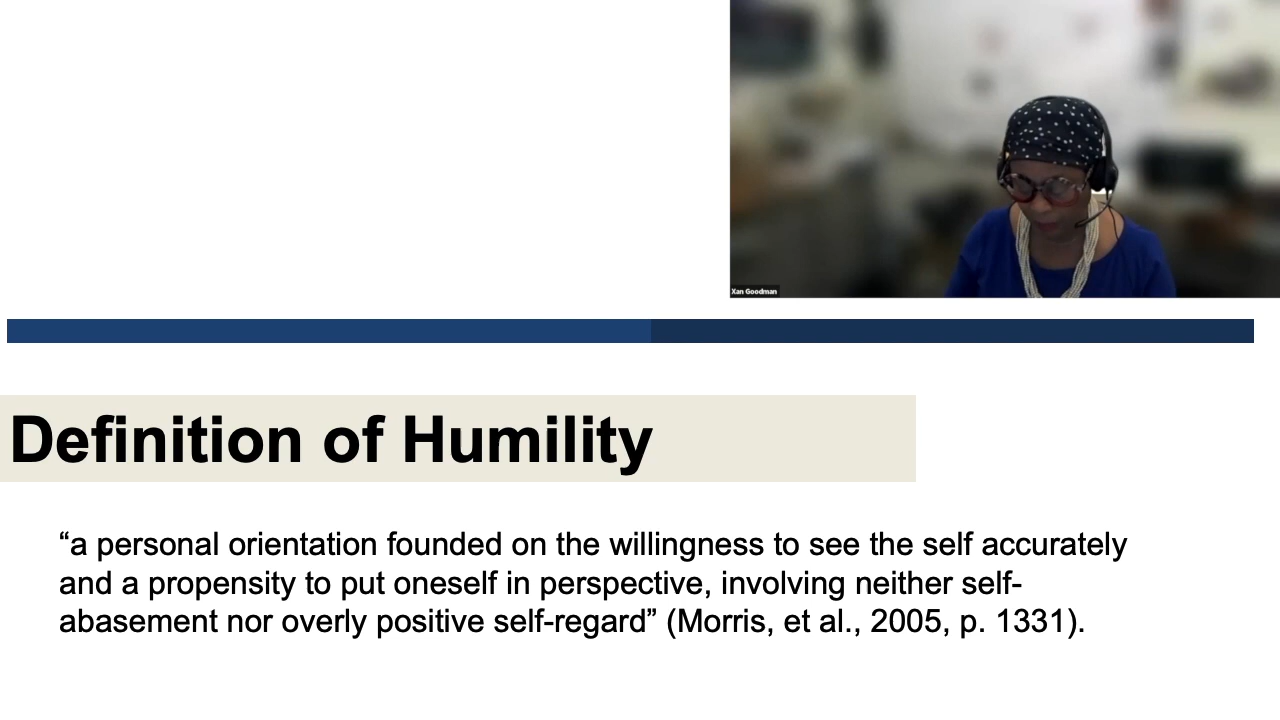 Xan Goodman
Definition of Humility
“a personal orientation founded on the willingness to see the self accurately
and a propensity to put oneself in perspective, involving neither self-
abasement nor overly positive self-regard” (Morris, et al., 2005, p. 1331).